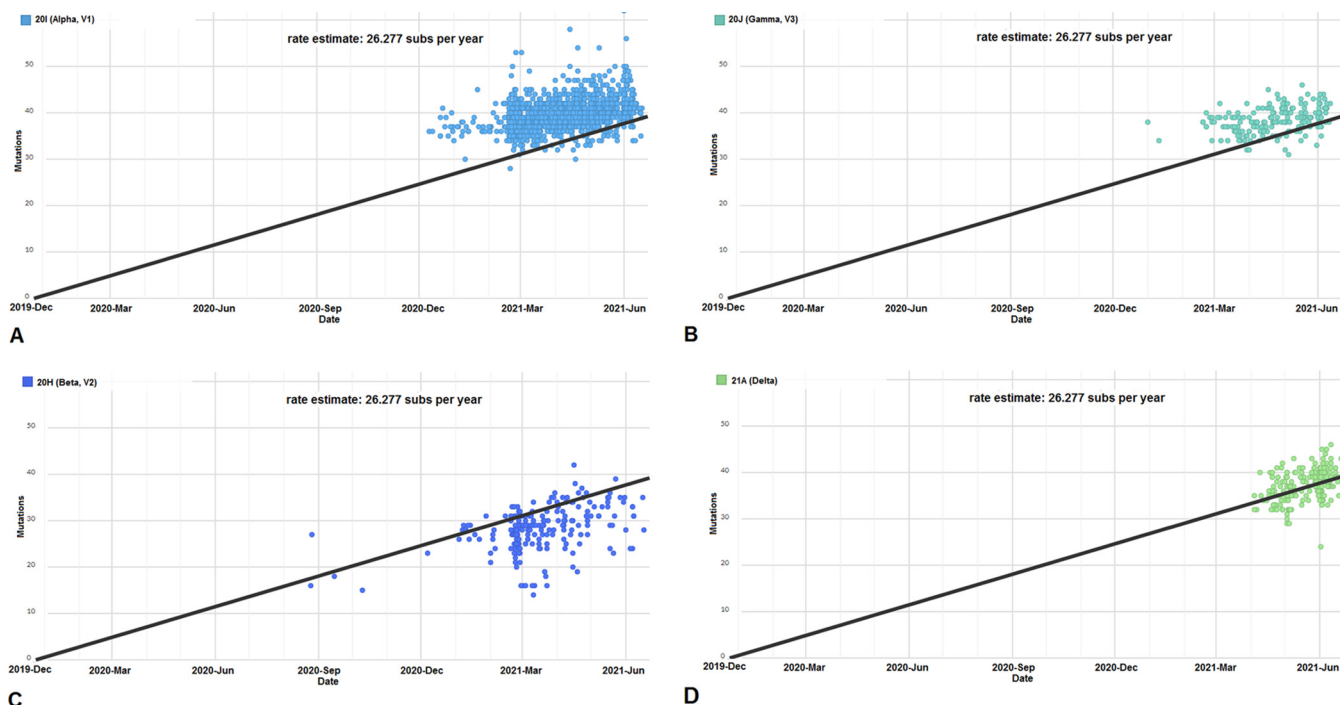 20I (Alpha, V1)
rate estimate: 26.277 subs per year
50
40
30
20
10
0
Mutations
2019-Dec 2020-Mar 2020-Jun 2020-Sep 2020-Dec 2021-Mar 2021-Jun
Date
A
20J (Gamma, V3)
rate estimate: 26.277 subs per year
50
40
30
20
10
0
Mutations
2019-Dec 2020-Mar 2020-Jun 2020-Sep 2020-Dec 2021-Mar 2021-Jun
Date
B
20H (Beta, V2)
rate estimate: 26.277 subs per year
50
40
30
20
10
0
Mutations
2019-Dec 2020-Mar 2020-Jun 2020-Sep 2020-Dec 2021-Mar 2021-Jun
Date
C
21A (Delta)
rate estimate: 26.277 subs per year
50
40
30
20
10
0
Mutations
2019-Dec 2020-Mar 2020-Jun 2020-Sep 2020-Dec 2021-Mar 2021-Jun
Date
D